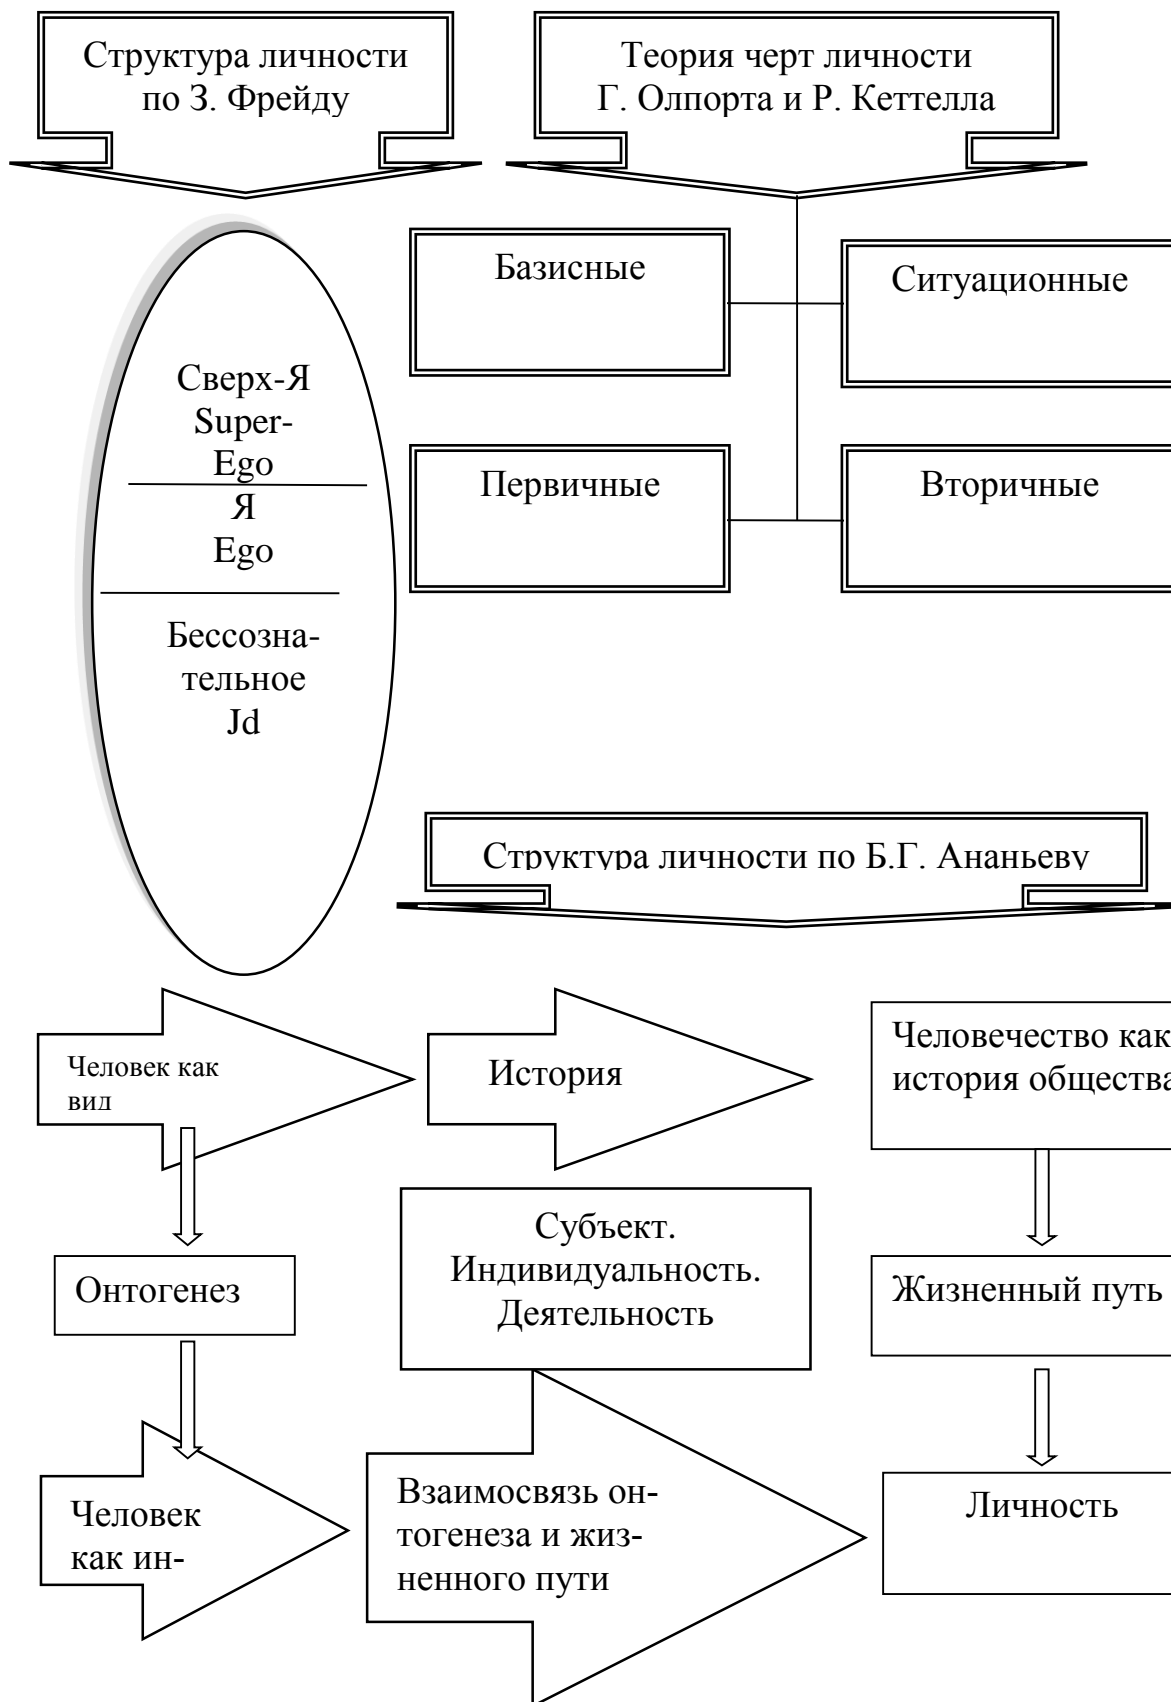 Структура личности
по З. Фрейду
Теория черт личности
Г. Олпорта и Р. Кеттелла
Базисные
Ситуационные
Первичные
Вторичные
Сверх-Я
Super-
Ego
Я
Ego
Бессозна-
тельное
Jd
Структура личности по Б.Г. Ананьеву
Человек как
вид
История
Человечество как
история общества
Онтогенез
Субъект.
Индивидуальность.
Деятельность
Жизненный путь
Человек
как ин-
Взаимосвязь он-
тогенеза и жиз-
ненного пути
Личность